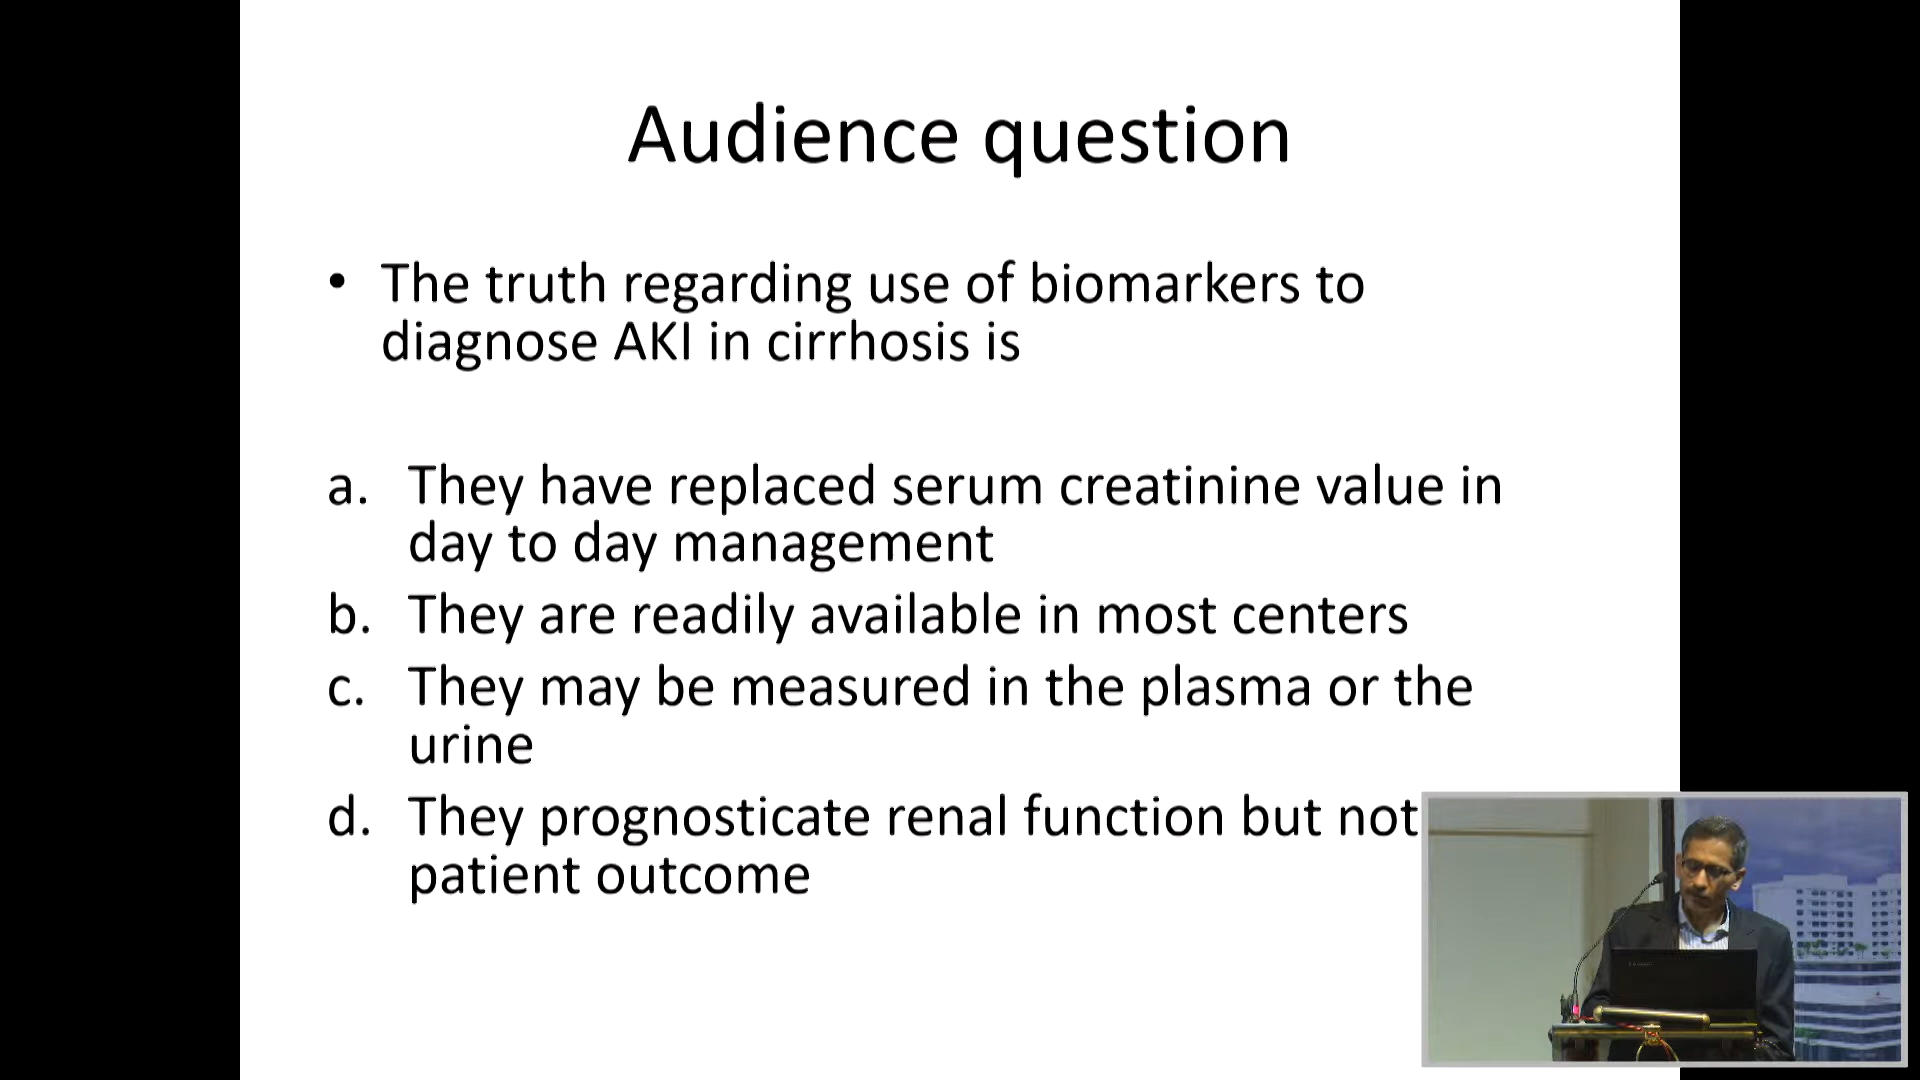 Audience question
• The truth regarding use of biomarkers to
diagnose AKI in cirrhosis is
a. They have replaced serum creatinine value in
day to day management
b. They are readily available in most centers
c. They may be measured in the plasma or the
urine
d. They prognosticate renal function but not
patient outcome